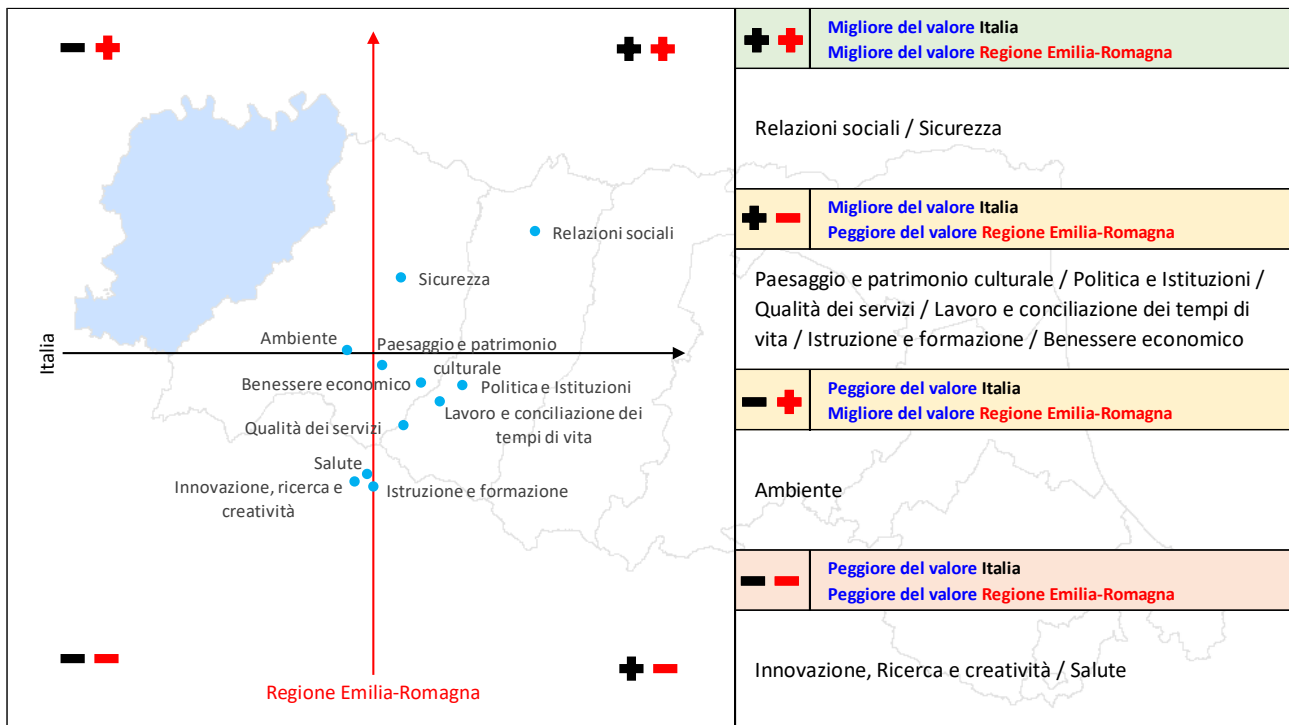 Relazioni sociali
Sicurezza
Ambiente
Paesaggio e patrimonio
culturale
Italia
Benessere economico
Politica e Istituzioni
Lavoro e conciliazione dei
tempi di vita
Qualità dei servizi
Salute
Innovazione, ricerca e
creatività
Istruzione e formazione
Regione Emilia-Romagna
Migliore del valore Italia
Migliore del valore Regione Emilia-Romagna
Relazioni sociali / Sicurezza
Migliore del valore Italia
Peggiore del valore Regione Emilia-Romagna
Paesaggio e patrimonio culturale / Politica e Istituzioni /
Qualità dei servizi / Lavoro e conciliazione dei tempi di
vita / Istruzione e formazione / Benessere economico
Peggiore del valore Italia
Migliore del valore Regione Emilia-Romagna
Ambiente
Peggiore del valore Italia
Peggiore del valore Regione Emilia-Romagna
Innovazione, Ricerca e creatività / Salute